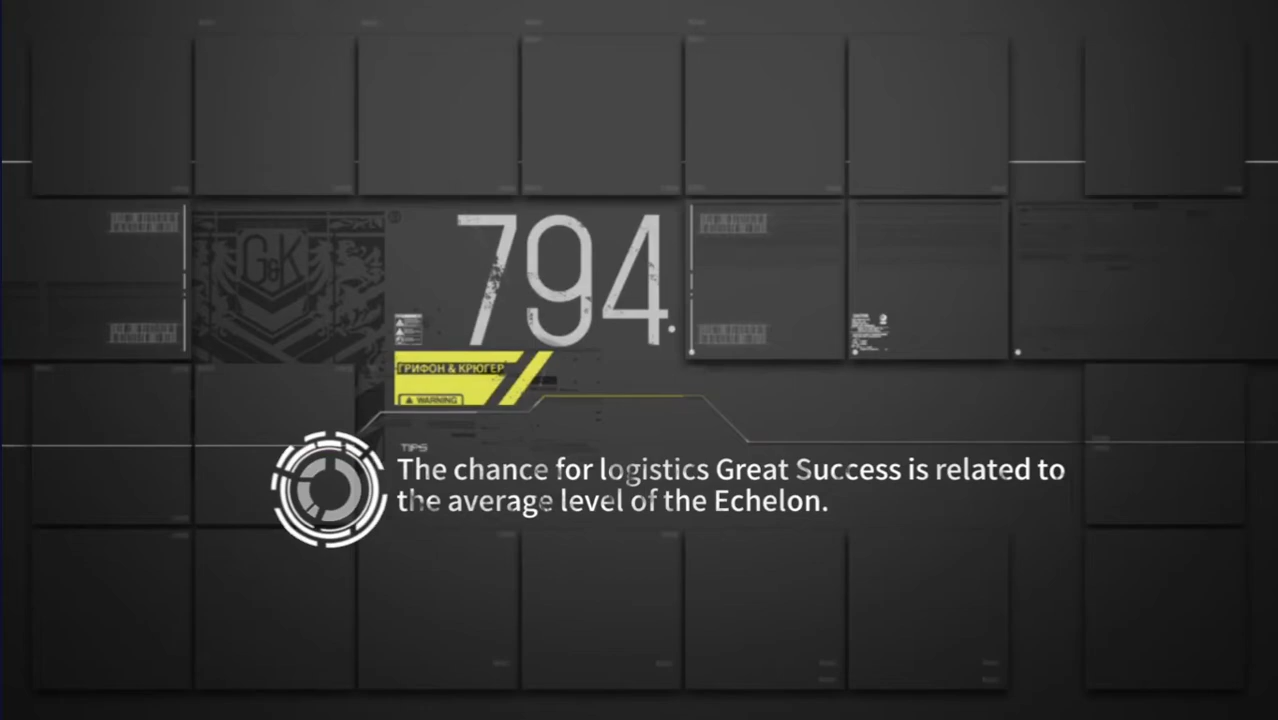 G&K
794.
ГРИФОН & КРЮГЕР
WARNING
TIPS
The chance for logistics Great Success is related to
the average level of the Echelon.